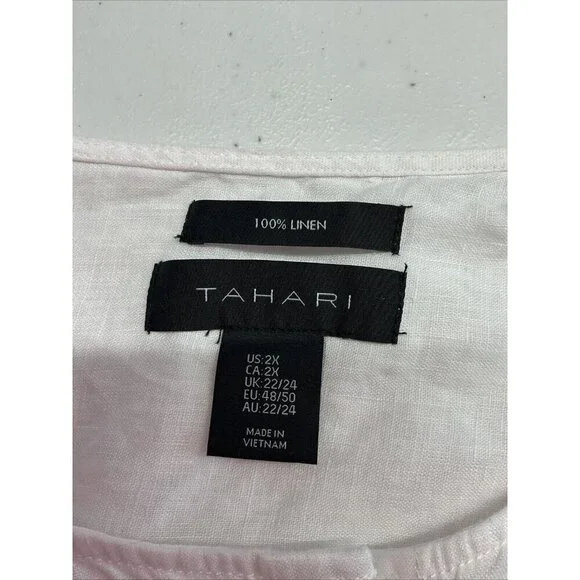 100% LINEN
TAHARI
US:2X
CA:2X
UK:22/24
EU:48/50
AU:22/24
MADE IN
VIETNAM